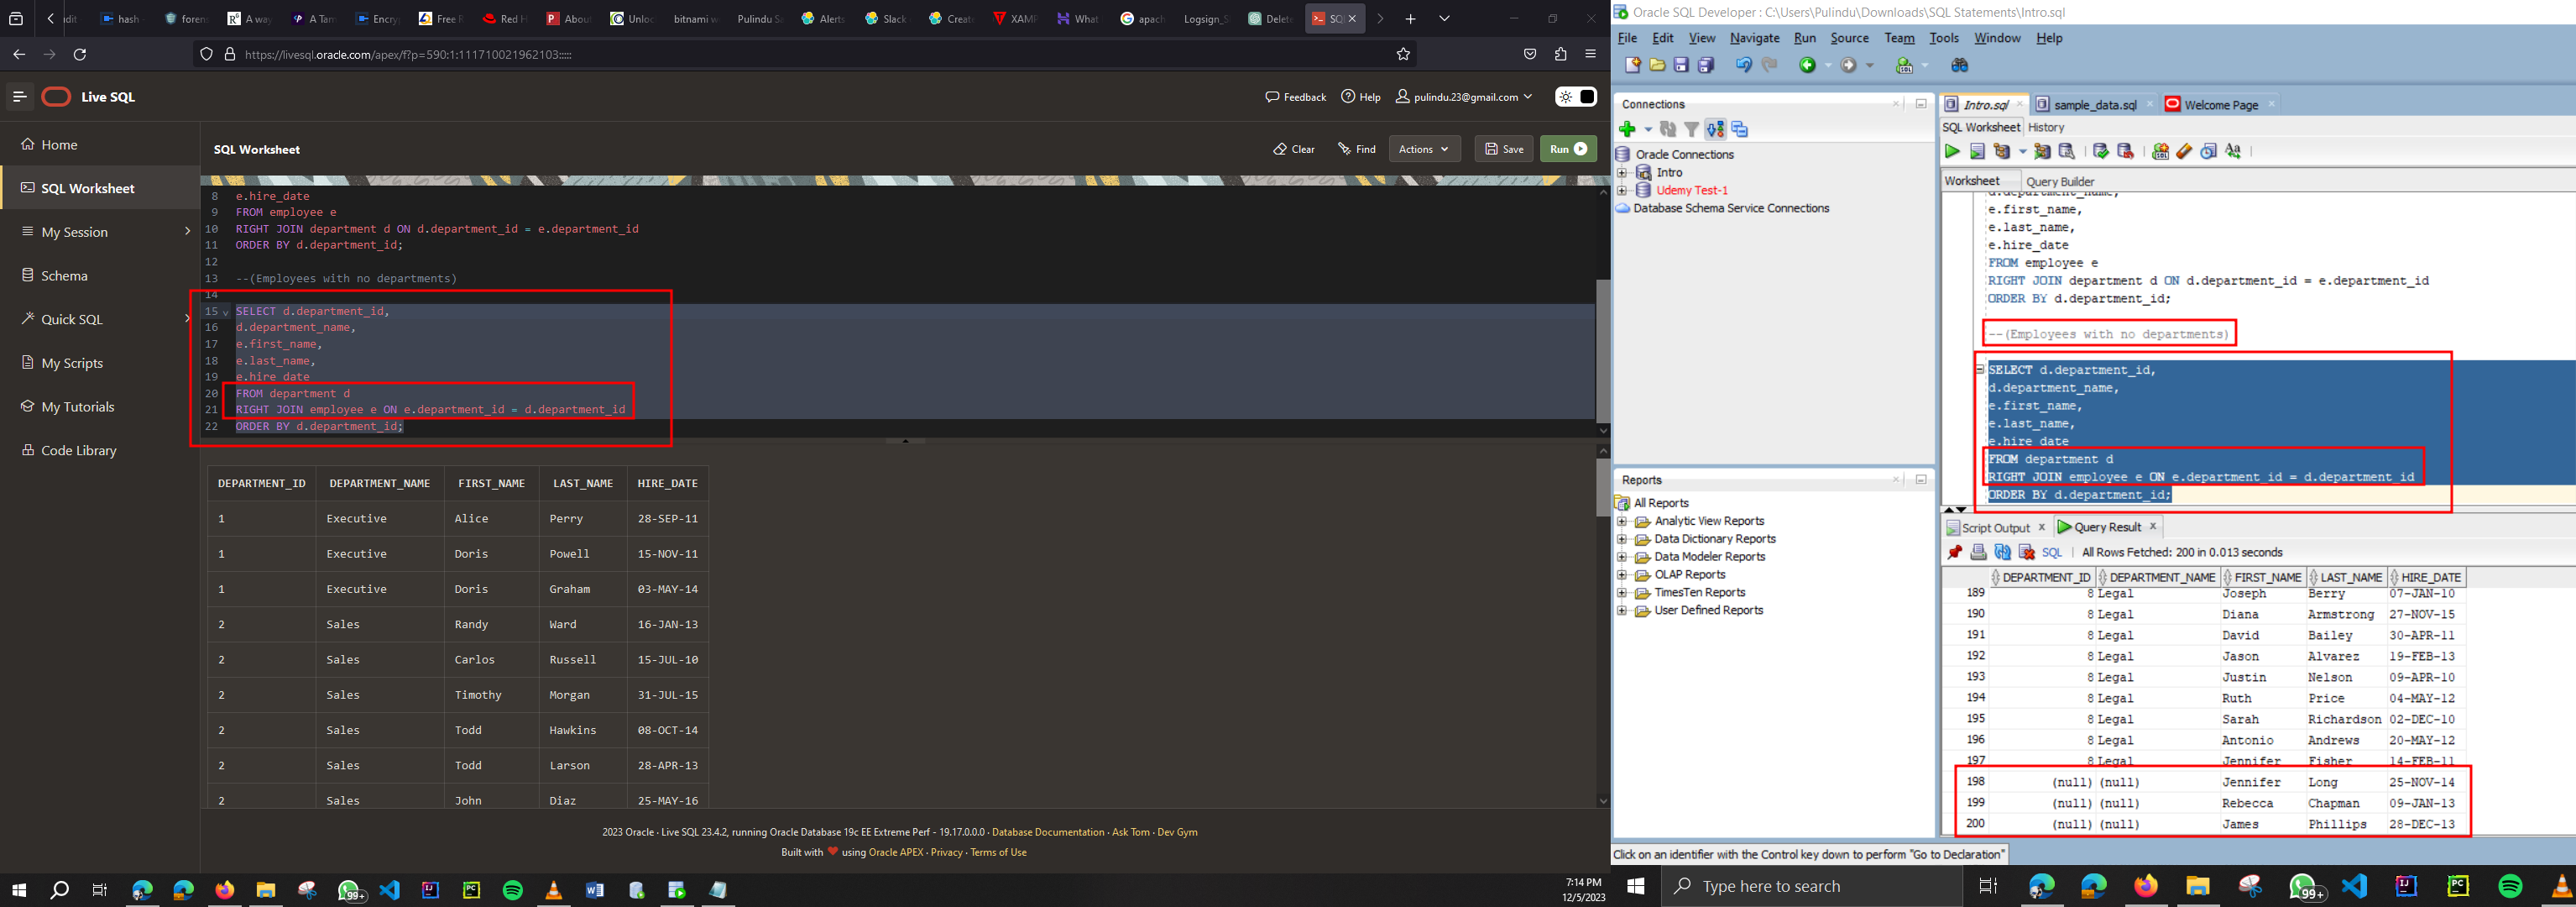 hash
forens
A way
A Tam
Encry
Free R
Red H
About
Unloc
bitnami w
Pulindu Sa
Alerts
Slack
Create
XAMP
What
apach
Logsign_S
Delet
SQL
https://livesql.oracle.com/apex/f?p=590:1:111710021962103:::::
Live SQL
Feedback
Help
pulindu.23@gmail.com
Home
SQL Worksheet
My Session
Schema
Quick SQL
My Scripts
My Tutorials
Code Library
SQL Worksheet
Clear
Find
Actions
Save
Run
8 e.hire_date
9 FROM employee e
10 RIGHT JOIN department d ON d.department_id = e.department_id
11 ORDER BY d.department_id;
12
13 --(Employees with no departments)
14
15 SELECT d.department_id,
16 d.department_name,
17 e.first_name,
18 e.last_name,
19 e.hire_date
20 FROM department d
21 RIGHT JOIN employee e ON e.department_id = d.department_id
22 ORDER BY d.department_id;
DEPARTMENT_ID DEPARTMENT_NAME FIRST_NAME LAST_NAME HIRE_DATE
1 Executive Alice Perry 28-SEP-11
1 Executive Doris Powell 15-NOV-11
1 Executive Doris Graham 03-MAY-14
2 Sales Randy Ward 16-JAN-13
2 Sales Carlos Russell 15-JUL-10
2 Sales Timothy Morgan 31-JUL-15
2 Sales Todd Hawkins 08-OCT-14
2 Sales Todd Larson 28-APR-13
2 Sales John Diaz 25-MAY-16
2023 Oracle · Live SQL 23.4.2, running Oracle Database 19c EE Extreme Perf - 19.17.0.0.0 · Database Documentation · Ask Tom · Dev Gym
Built with ❤ using Oracle APEX · Privacy · Terms of Use
99+
7:14 PM
12/5/2023
Oracle SQL Developer : C:\Users\Pulindu\Downloads\SQL Statements\Intro.sql
File Edit View Navigate Run Source Team Tools Window Help
Connections
Oracle Connections
Intro
Udemy Test-1
Database Schema Service Connections
Reports
All Reports
Analytic View Reports
Data Dictionary Reports
Data Modeler Reports
OLAP Reports
TimesTen Reports
User Defined Reports
Intro.sql
sample_data.sql
Welcome Page
SQL Worksheet History
Worksheet Query Builder
d.department_name,
e.first_name,
e.last_name,
e.hire_date
FROM employee e
RIGHT JOIN department d ON d.department_id = e.department_id
ORDER BY d.department_id;
--(Employees with no departments)
SELECT d.department_id,
d.department_name,
e.first_name,
e.last_name,
e.hire_date
FROM department d
RIGHT JOIN employee e ON e.department_id = d.department_id
ORDER BY d.department_id;
Script Output x Query Result x
SQL | All Rows Fetched: 200 in 0.013 seconds
DEPARTMENT_ID DEPARTMENT_NAME FIRST_NAME LAST_NAME HIRE_DATE
189 8 Legal Joseph Berry 07-JAN-10
190 8 Legal Diana Armstrong 27-NOV-15
191 8 Legal David Bailey 30-APR-11
192 8 Legal Jason Alvarez 19-FEB-13
193 8 Legal Justin Nelson 09-APR-10
194 8 Legal Ruth Price 04-MAY-12
195 8 Legal Sarah Richardson 02-DEC-10
196 8 Legal Antonio Andrews 20-MAY-12
197 8 Legal Jennifer Fisher 14-FEB-11
198 (null) (null) Jennifer Long 25-NOV-14
199 (null) (null) Rebecca Chapman 09-JAN-13
200 (null) (null) James Phillips 28-DEC-13
Click on an identifier with the Control key down to perform "Go to Declaration"
Type here to search
99+